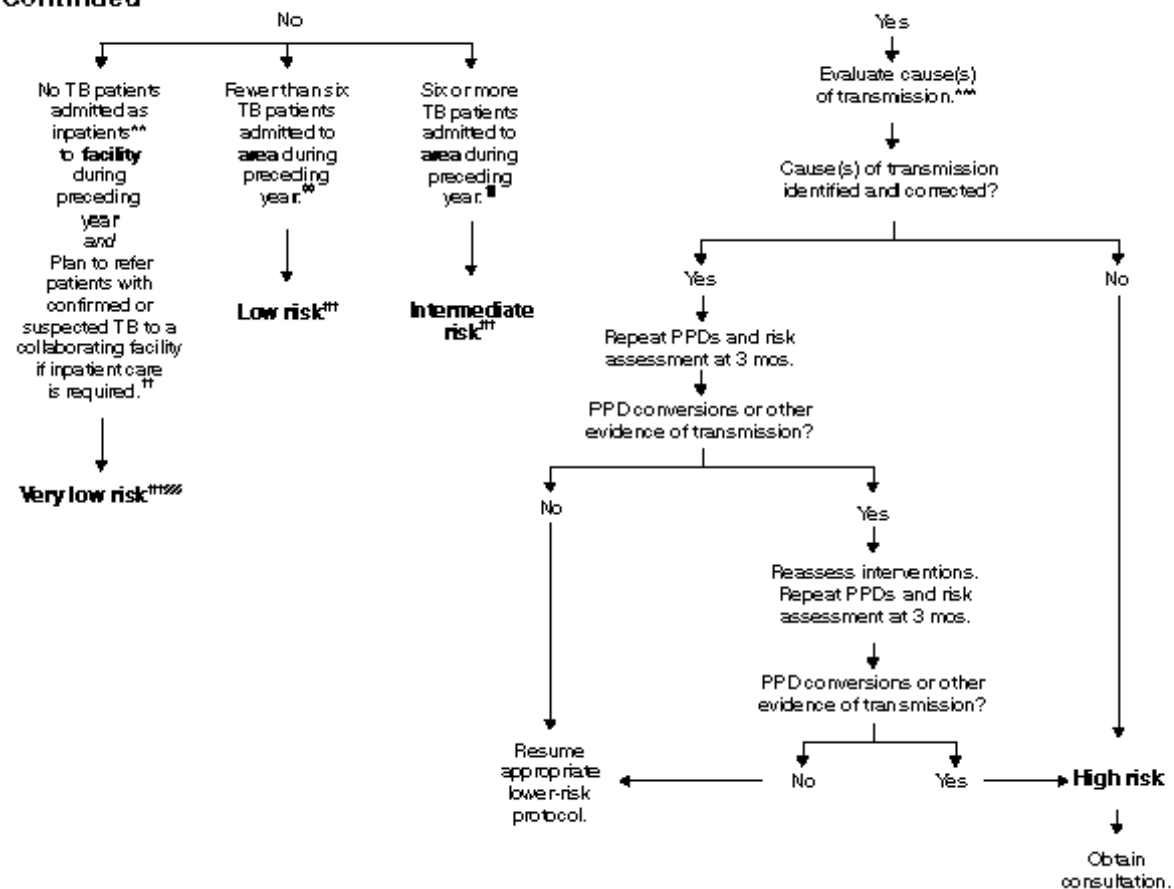 Continued
No
No TB patients
admitted as
inpatients**
to facility
during
preceding
year
and
Plan to refer
patients with
confirmed or
suspected TB to a
collaborating facility
if inpatient care
is required.††
Very low risk†††§§§
Fewer than six
TB patients
admitted to
area during
preceding
year.
Low risk†††
Six or more
TB patients
admitted to
area during
preceding
year.
Intermediate
risk†††
Yes
Evaluate cause(s)
of transmission.***
Cause(s) of transmission
identified and corrected?
Yes
No
Repeat PPDs and risk
assessment at 3 mos.
PPD conversions or other
evidence of transmission?
No
Yes
Reassess interventions.
Repeat PPDs and risk
assessment at 3 mos.
PPD conversions or other
evidence of transmission?
No
Yes
Resume
appropriate
lower-risk
protocol.
High risk
Obtain
consultation.